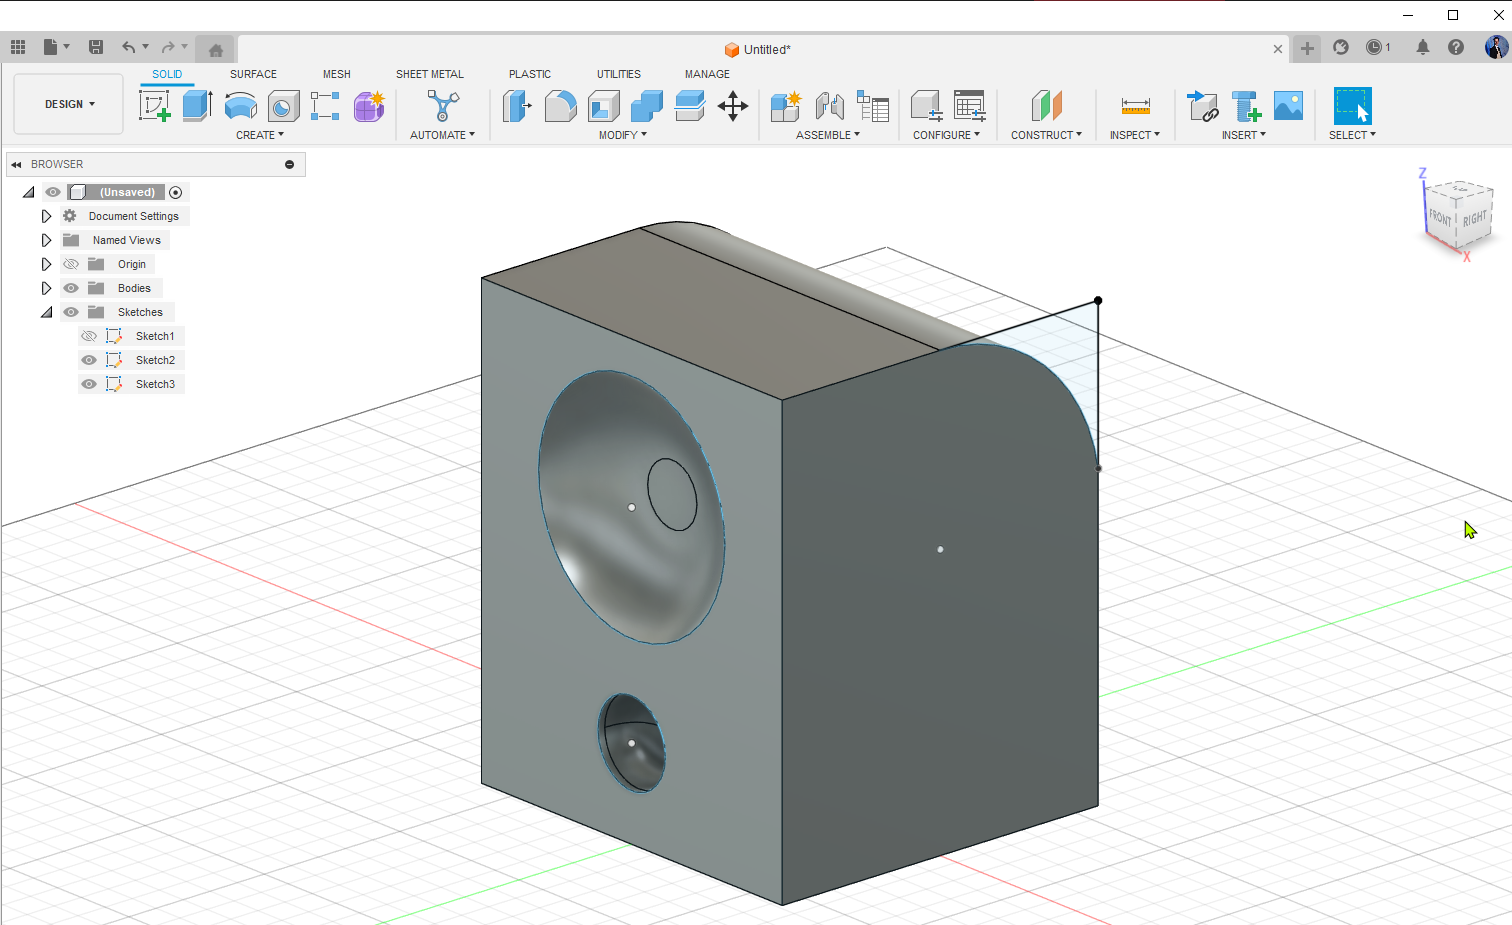 Untitled*
1
DESIGN
SOLID SURFACE MESH SHEET METAL PLASTIC UTILITIES MANAGE
CREATE AUTOMATE MODIFY ASSEMBLE CONFIGURE CONSTRUCT INSPECT INSERT SELECT
BROWSER
(Unsaved)
Document Settings
Named Views
Origin
Bodies
Sketches
Sketch1
Sketch2
Sketch3
Z
FRONT RIGHT
X